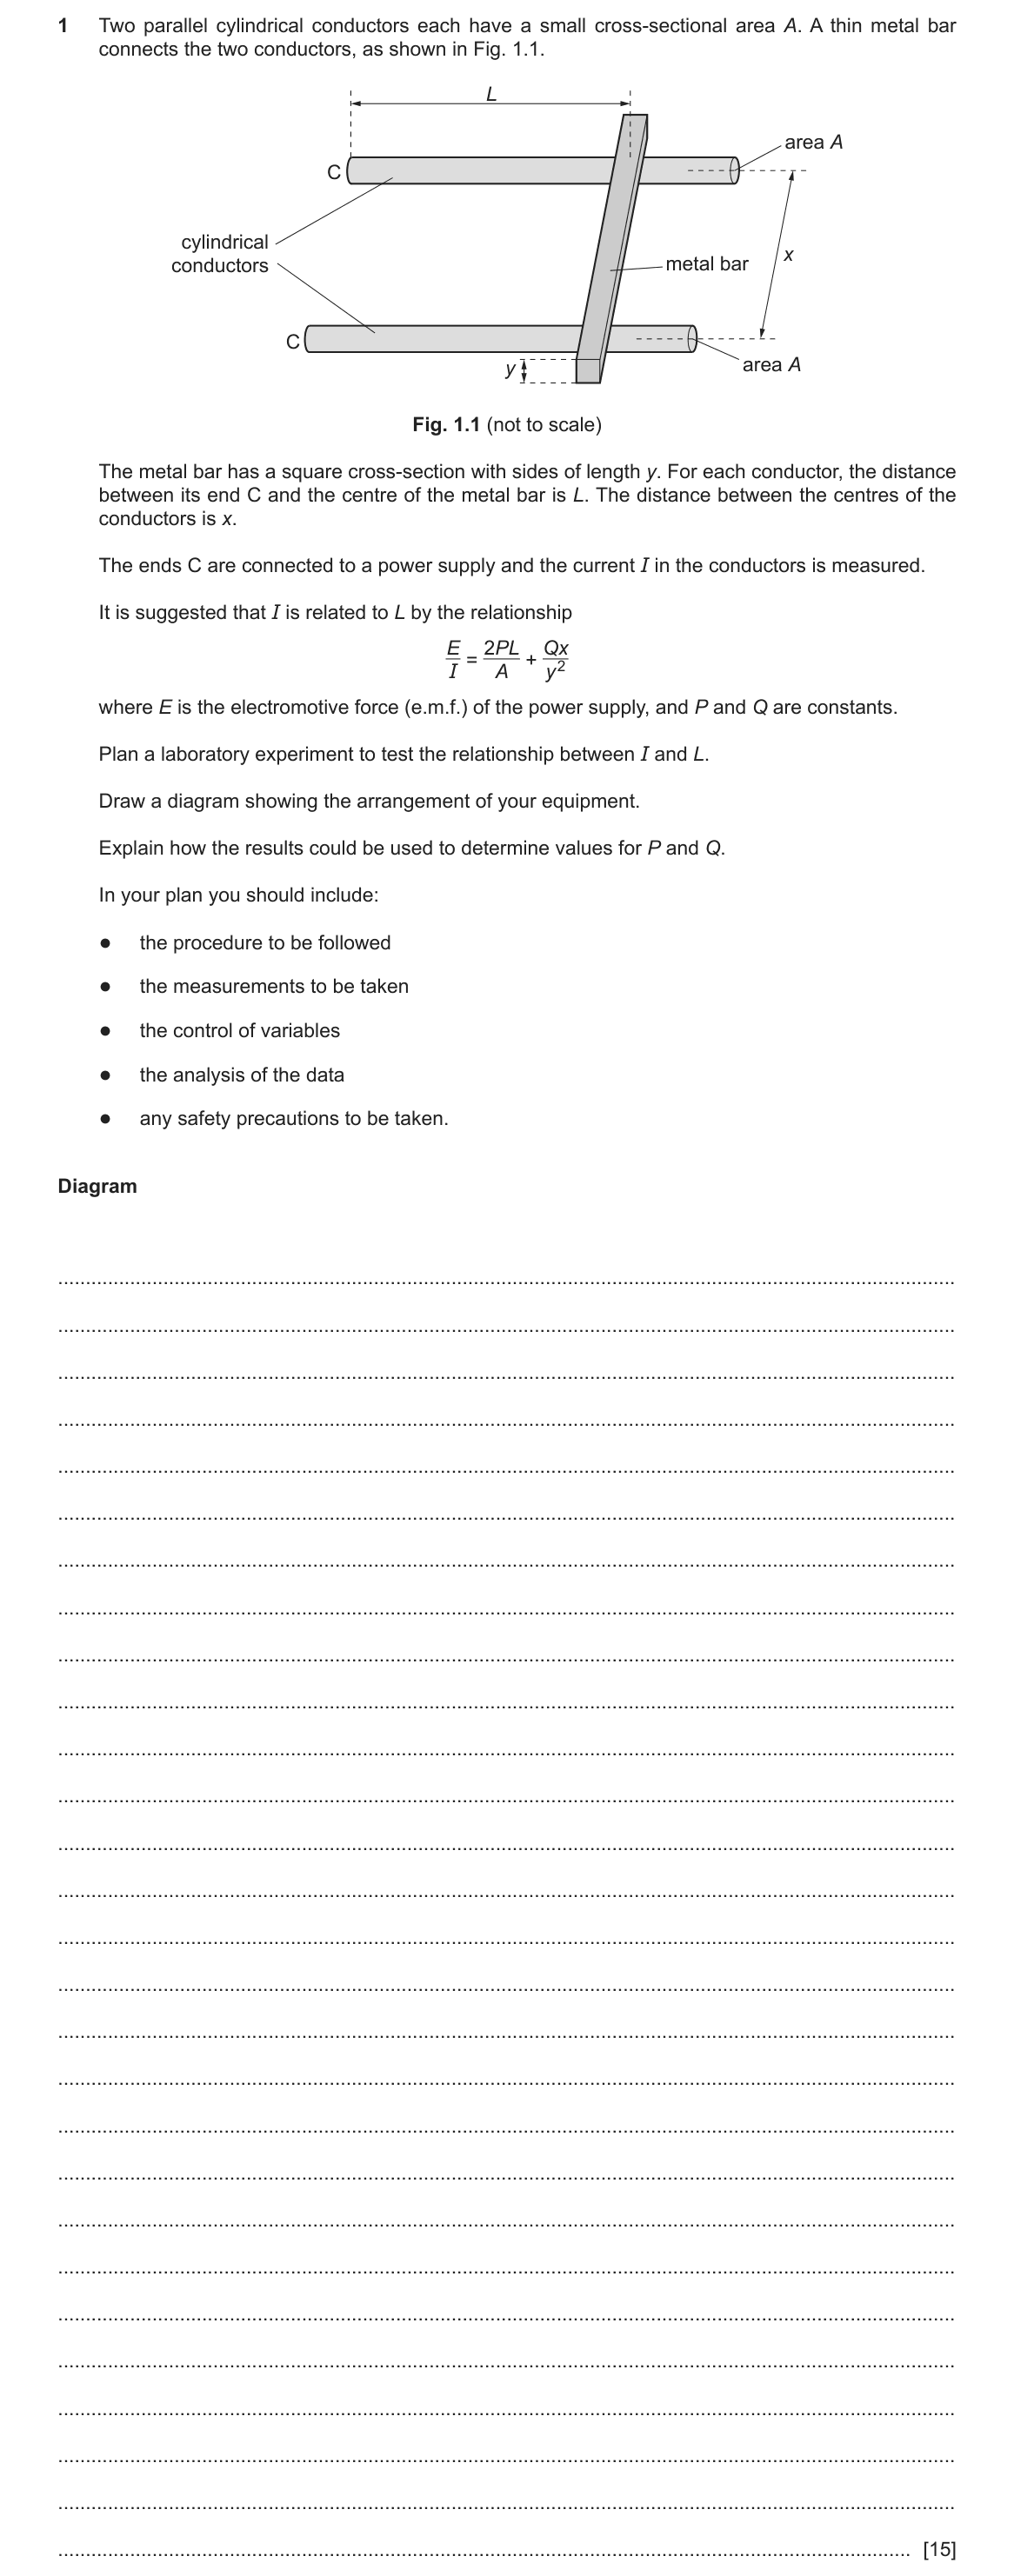 1 Two parallel cylindrical conductors each have a small cross-sectional area A. A thin metal bar
connects the two conductors, as shown in Fig. 1.1.
L
area A
C
cylindrical
conductors
x
metal bar
C
y
area A
Fig. 1.1 (not to scale)
The metal bar has a square cross-section with sides of length y. For each conductor, the distance
between its end C and the centre of the metal bar is L. The distance between the centres of the
conductors is x.
The ends C are connected to a power supply and the current I in the conductors is measured.
It is suggested that I is related to L by the relationship
E/I = 2PL/A + Qx/y²
where E is the electromotive force (e.m.f.) of the power supply, and P and Q are constants.
Plan a laboratory experiment to test the relationship between I and L.
Draw a diagram showing the arrangement of your equipment.
Explain how the results could be used to determine values for P and Q.
In your plan you should include:
● the procedure to be followed
● the measurements to be taken
● the control of variables
● the analysis of the data
● any safety precautions to be taken.
Diagram
[15]